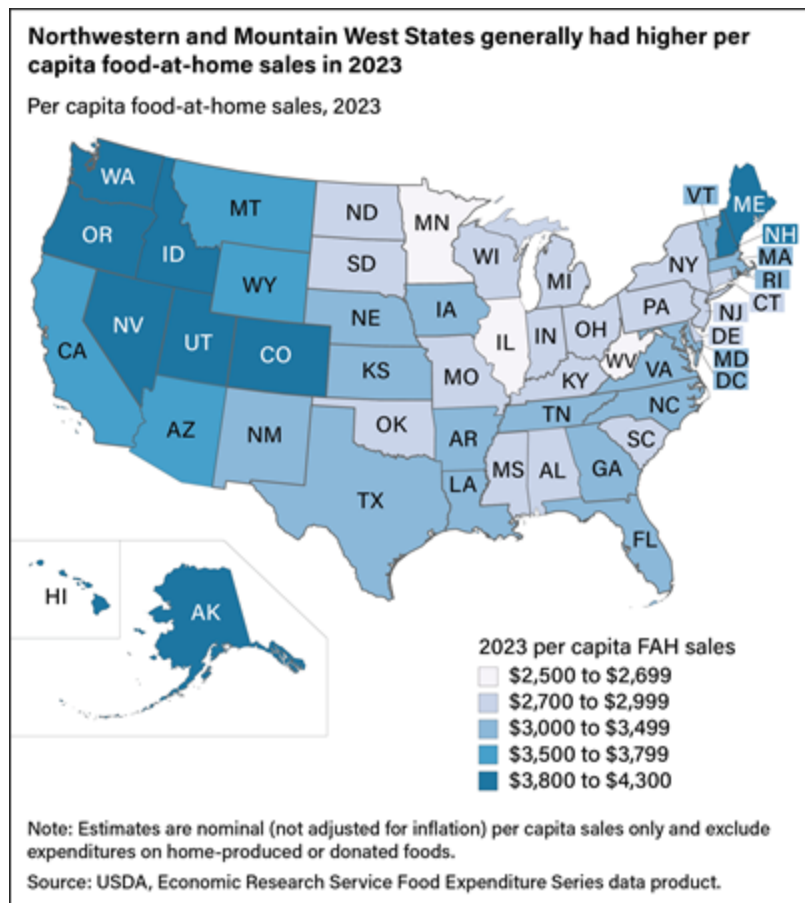 Northwestern and Mountain West States generally had higher per
capita food-at-home sales in 2023
Per capita food-at-home sales, 2023
WA
MT
ND
MN
VT
ME
OR
ID
SD
WI
MI
NY
NH
MA
RI
CT
WY
NV
UT
CO
CA
NE
IA
IL
IN
OH
PA
NJ
DE
MD
DC
KS
MO
KY
WV
VA
AZ
NM
OK
AR
TN
NC
SC
TX
LA
MS
AL
GA
FL
HI
AK
2023 per capita FAH sales
$2,500 to $2,699
$2,700 to $2,999
$3,000 to $3,499
$3,500 to $3,799
$3,800 to $4,300
Note: Estimates are nominal (not adjusted for inflation) per capita sales only and exclude
expenditures on home-produced or donated foods.
Source: USDA, Economic Research Service Food Expenditure Series data product.